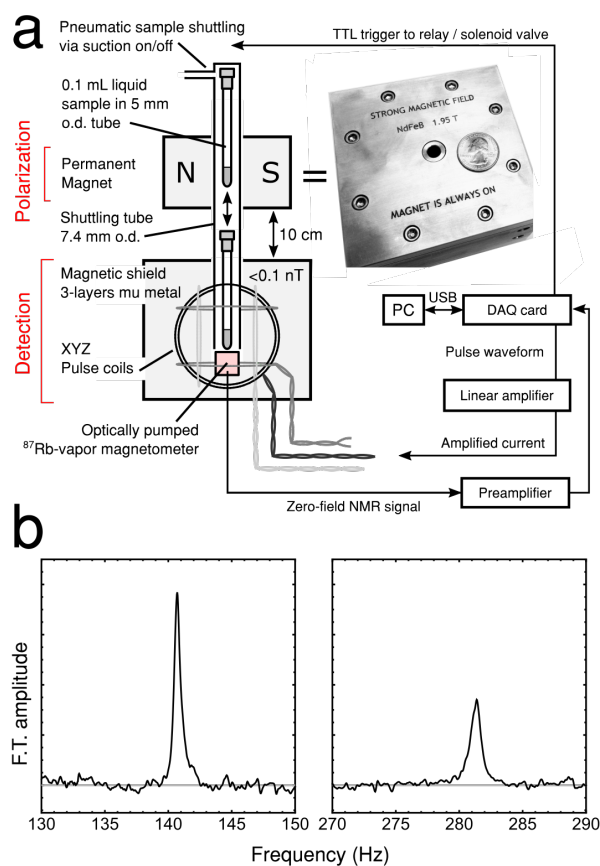 a
Pneumatic sample shuttling
via suction on/off
TTL trigger to relay / solenoid valve
0.1 mL liquid
sample in 5 mm
o.d. tube
Polarization
Permanent
Magnet
N S
=
STRONG MAGNETIC FIELD
NdFeB 1.95 T
MAGNET IS ALWAYS ON
Shuttling tube
7.4 mm o.d.
10 cm
Detection
Magnetic shield
3-layers mu metal
<0.1 nT
XYZ
Pulse coils
PC
USB
DAQ card
Pulse waveform
Linear amplifier
Optically pumped
⁸⁷Rb-vapor magnetometer
Amplified current
Preamplifier
Zero-field NMR signal
b
F.T. amplitude
130 135 140 145 150 270 275 280 285 290
Frequency (Hz)